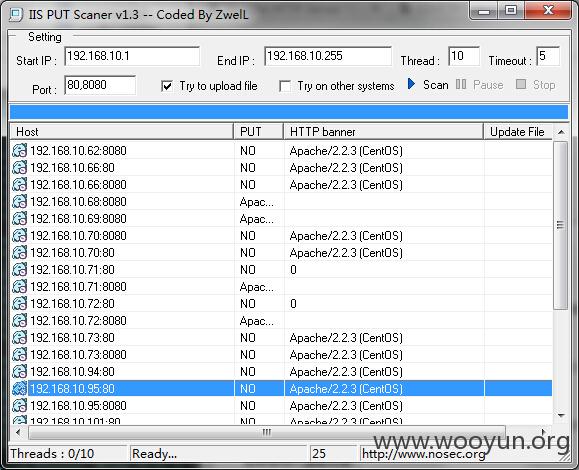 IIS PUT Scaner v1.3 -- Coded By ZwelL
Setting
Start IP : 192.168.10.1 End IP : 192.168.10.255 Thread : 10 Timeout : 5
Port : 80,8080 Try to upload file Try on other systems Scan Pause Stop
Host PUT HTTP banner Update File
192.168.10.62:8080 NO Apache/2.2.3 (CentOS)
192.168.10.66:80 NO Apache/2.2.3 (CentOS)
192.168.10.66:8080 NO Apache/2.2.3 (CentOS)
192.168.10.68:8080 Apac...
192.168.10.69:8080 Apac...
192.168.10.70:8080 NO Apache/2.2.3 (CentOS)
192.168.10.70:80 NO Apache/2.2.3 (CentOS)
192.168.10.71:80 NO 0
192.168.10.71:8080 Apac...
192.168.10.72:80 NO 0
192.168.10.72:8080 Apac...
192.168.10.73:80 NO Apache/2.2.3 (CentOS)
192.168.10.73:8080 NO Apache/2.2.3 (CentOS)
192.168.10.94:80 NO Apache/2.2.3 (CentOS)
192.168.10.95:80 NO Apache/2.2.3 (CentOS)
192.168.10.95:8080 NO Apache/2.2.3 (CentOS)
192.168.10.101:80 NO Apache/2.2.3 (CentOS)
www.wooyun.org
Threads : 0/10 Ready... 25 http://www.nosec.org